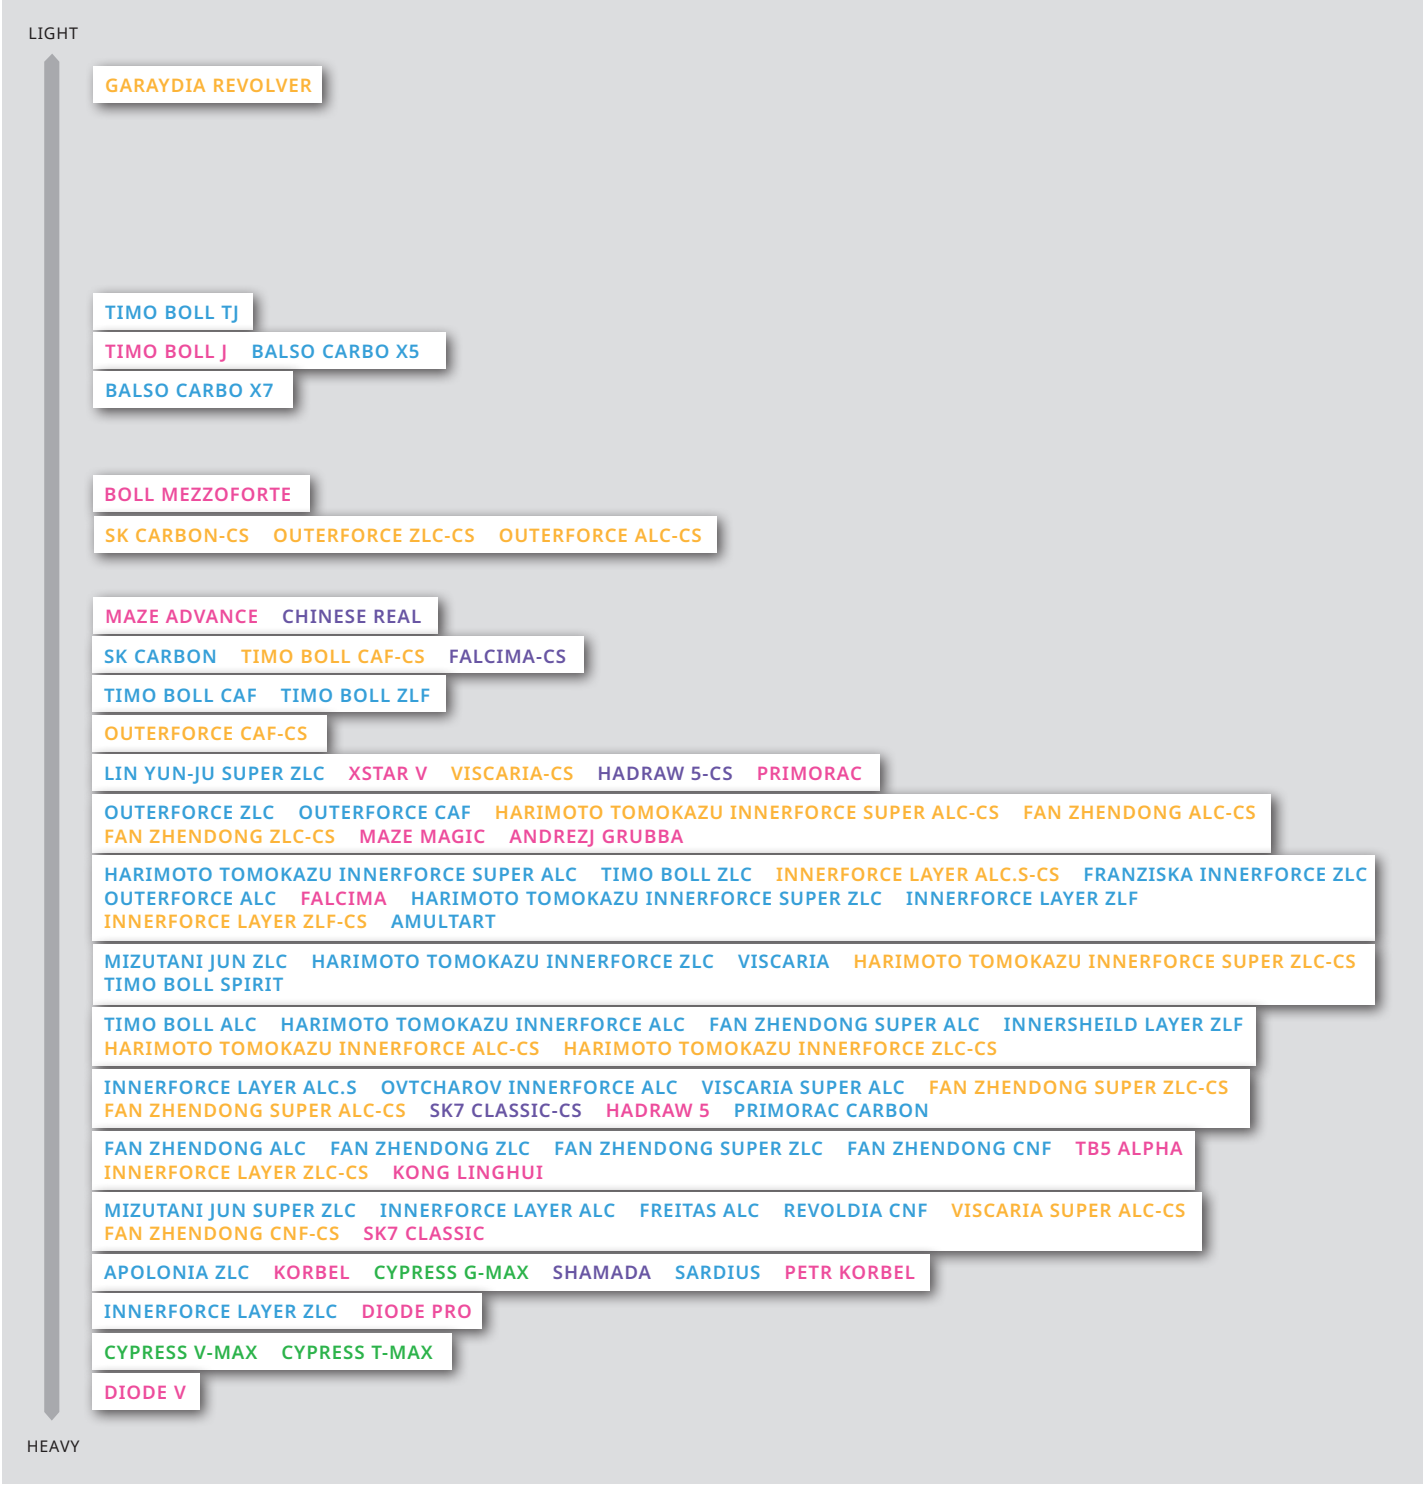 LIGHT
GARAYDIA REVOLVER
TIMO BOLL TJ
TIMO BOLL J BALSO CARBO X5
BALSO CARBO X7
BOLL MEZZOFORTE
SK CARBON-CS OUTERFORCE ZLC-CS OUTERFORCE ALC-CS
MAZE ADVANCE CHINESE REAL
SK CARBON TIMO BOLL CAF-CS FALCIMA-CS
TIMO BOLL CAF TIMO BOLL ZLF
OUTERFORCE CAF-CS
LIN YUN-JU SUPER ZLC XSTAR V VISCARIA-CS HADRAW 5-CS PRIMORAC
OUTERFORCE ZLC OUTERFORCE CAF HARIMOTO TOMOKAZU INNERFORCE SUPER ALC-CS FAN ZHENDONG ALC-CS
FAN ZHENDONG ZLC-CS MAZE MAGIC ANDREZJ GRUBBA
HARIMOTO TOMOKAZU INNERFORCE SUPER ALC TIMO BOLL ZLC INNERFORCE LAYER ALC.S-CS FRANZISKA INNERFORCE ZLC
OUTERFORCE ALC FALCIMA HARIMOTO TOMOKAZU INNERFORCE SUPER ZLC INNERFORCE LAYER ZLF
INNERFORCE LAYER ZLF-CS AMULTART
MIZUTANI JUN ZLC HARIMOTO TOMOKAZU INNERFORCE ZLC VISCARIA HARIMOTO TOMOKAZU INNERFORCE SUPER ZLC-CS
TIMO BOLL SPIRIT
TIMO BOLL ALC HARIMOTO TOMOKAZU INNERFORCE ALC FAN ZHENDONG SUPER ALC INNERSHEILD LAYER ZLF
HARIMOTO TOMOKAZU INNERFORCE ALC-CS HARIMOTO TOMOKAZU INNERFORCE ZLC-CS
INNERFORCE LAYER ALC.S OVTCHAROV INNERFORCE ALC VISCARIA SUPER ALC FAN ZHENDONG SUPER ZLC-CS
FAN ZHENDONG SUPER ALC-CS SK7 CLASSIC-CS HADRAW 5 PRIMORAC CARBON
FAN ZHENDONG ALC FAN ZHENDONG ZLC FAN ZHENDONG SUPER ZLC FAN ZHENDONG CNF TB5 ALPHA
INNERFORCE LAYER ZLC-CS KONG LINGHUI
MIZUTANI JUN SUPER ZLC INNERFORCE LAYER ALC FREITAS ALC REVOLDIA CNF VISCARIA SUPER ALC-CS
FAN ZHENDONG CNF-CS SK7 CLASSIC
APOLONIA ZLC KORBEL CYPRESS G-MAX SHAMADA SARDIUS PETR KORBEL
INNERFORCE LAYER ZLC DIODE PRO
CYPRESS V-MAX CYPRESS T-MAX
DIODE V
HEAVY